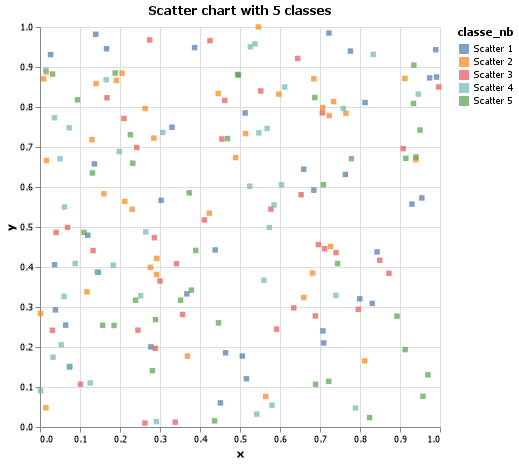 Scatter chart with 5 classes
classe_nb
Scatter 1
Scatter 2
Scatter 3
Scatter 4
Scatter 5
1.0
0.9
0.8
0.7
0.6
0.5
0.4
0.3
0.2
0.1
0.0
y
0.0 0.1 0.2 0.3 0.4 0.5 0.6 0.7 0.8 0.9 1.0
x